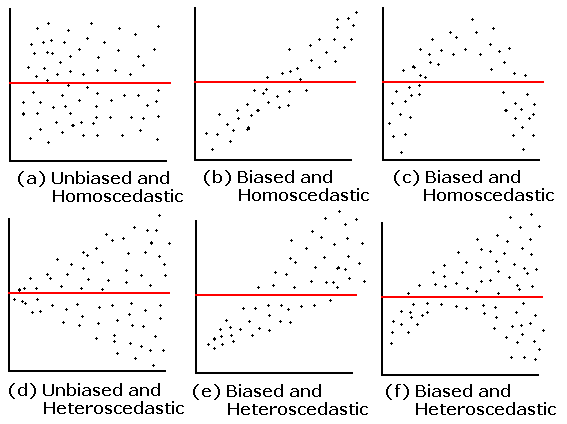 (a) Unbiased and
Homoscedastic
(b) Biased and
Homoscedastic
(c) Biased and
Homoscedastic
(d) Unbiased and
Heteroscedastic
(e) Biased and
Heteroscedastic
(f) Biased and
Heteroscedastic